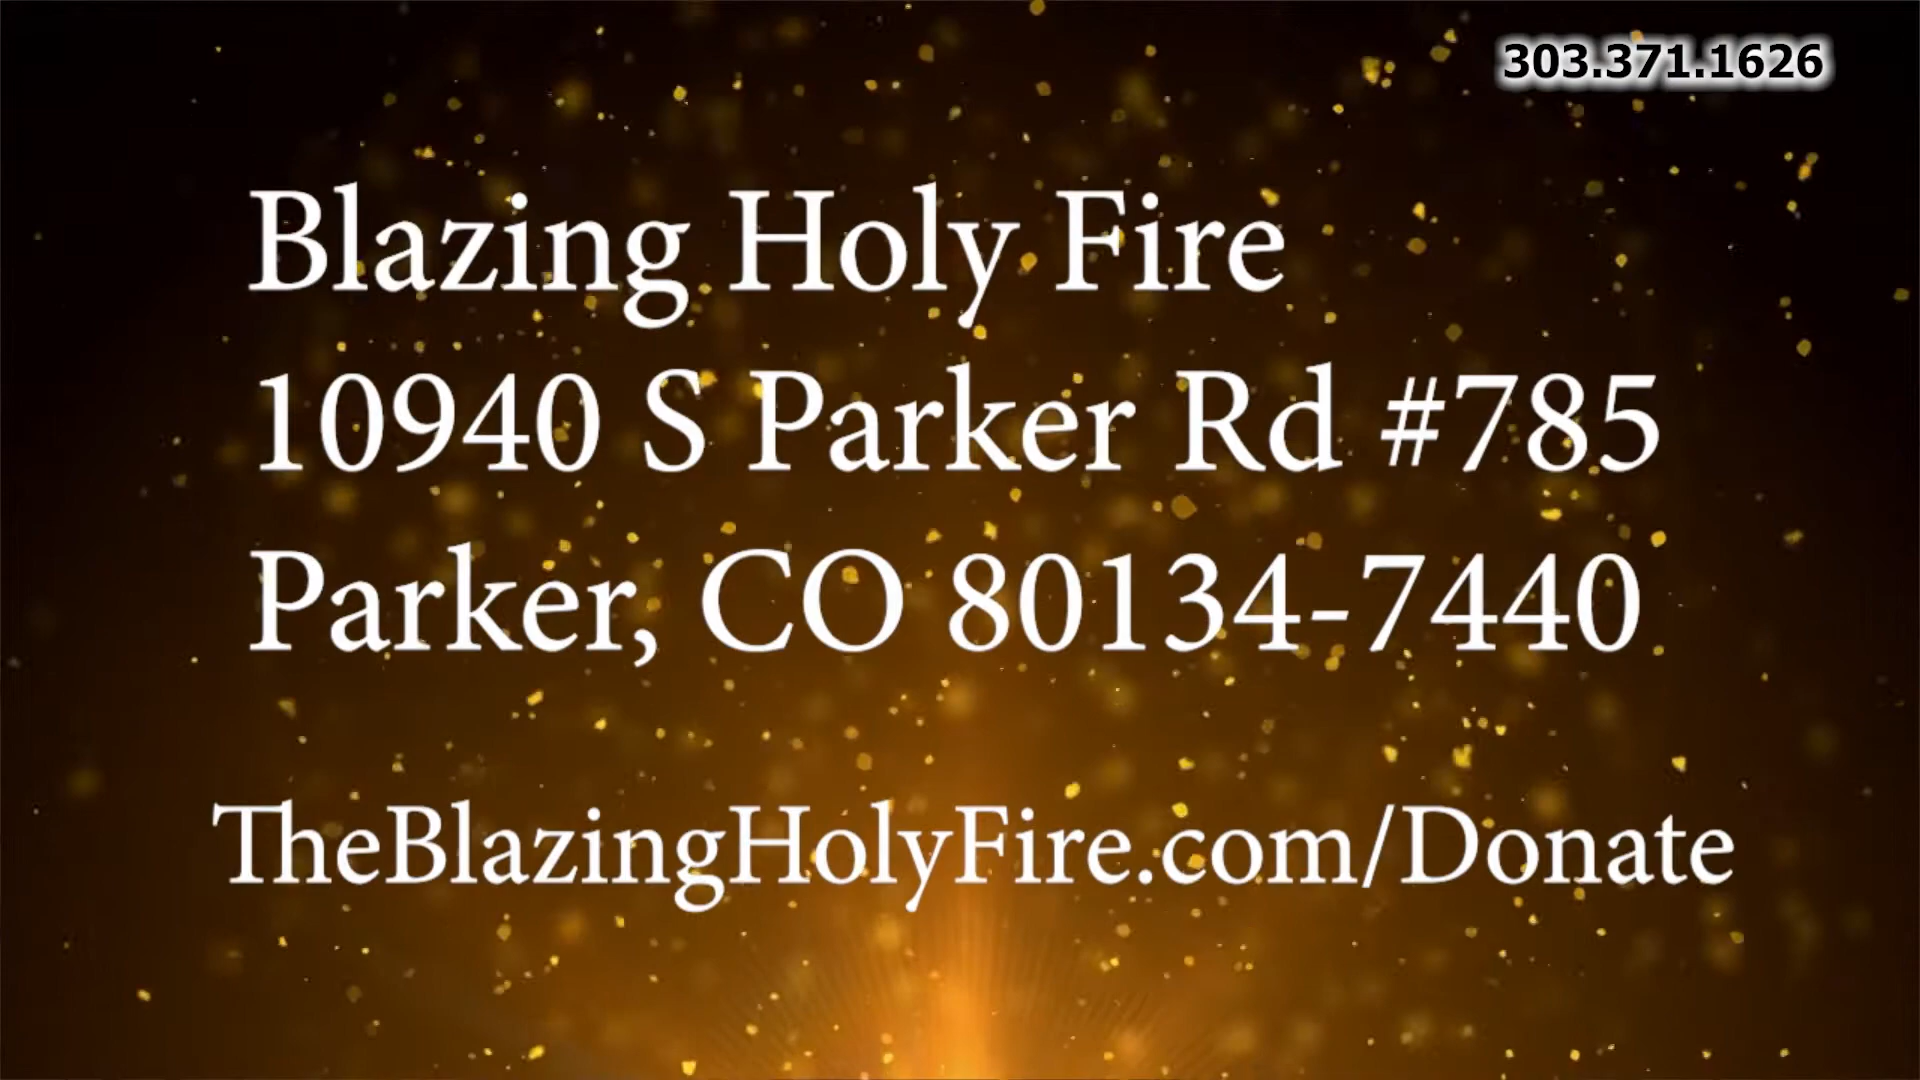 303.371.1626
Blazing Holy Fire
10940 S Parker Rd #785
Parker, CO 80134-7440
TheBlazingHolyFire.com/Donate